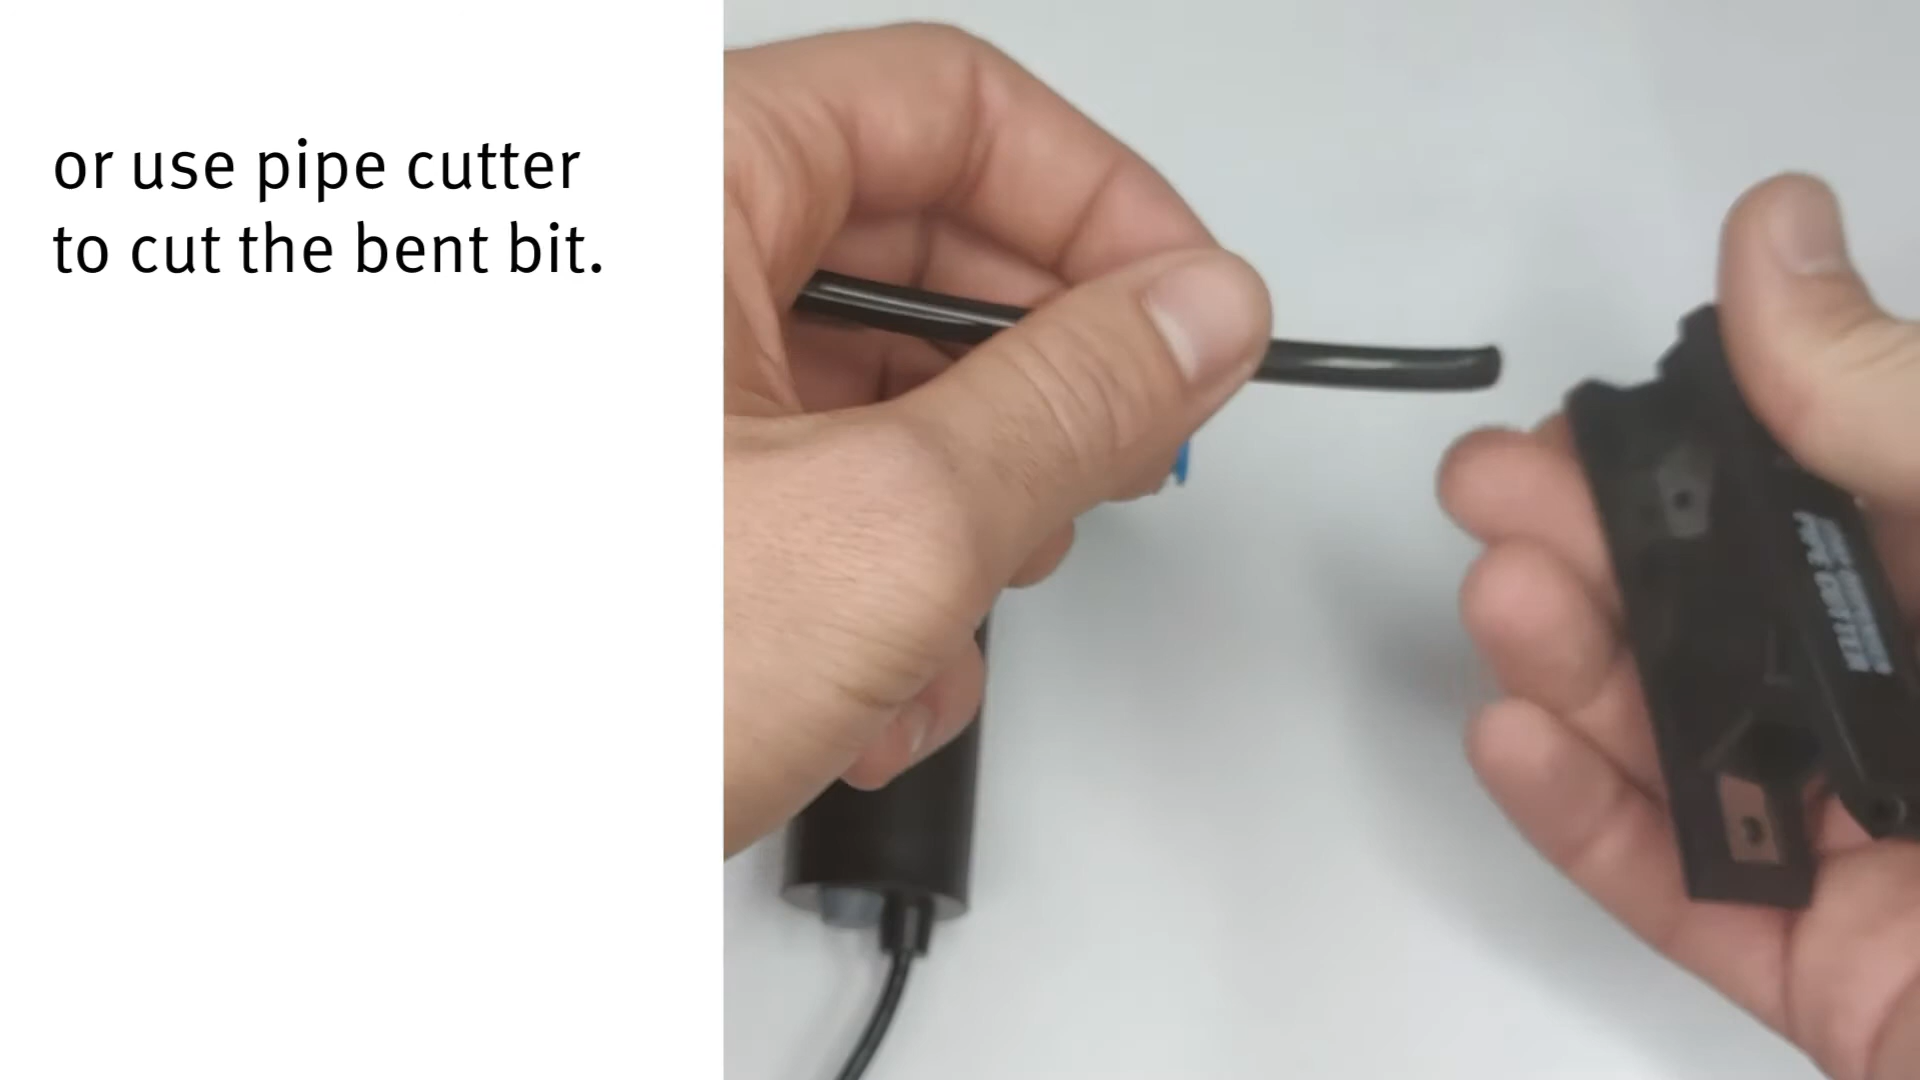 or use pipe cutter
to cut the bent bit.
PIPE CUTTER